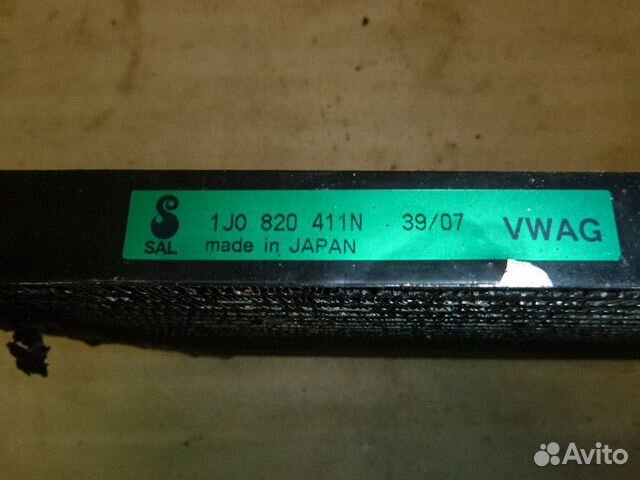 1J0 820 411N 39/07 VWAG
SAL made in JAPAN
Avito